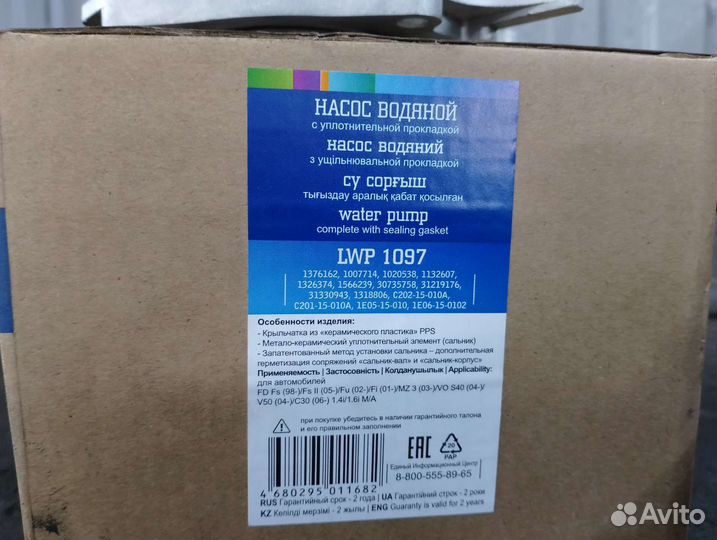 НАСОС ВОДЯНОЙ
с уплотнительной прокладкой
насос водяний
з ущільнювальной прокладкой
су сорғыш
тығыздау аралық қабат қосылған
water pump
complete with sealing gasket
LWP 1097
1376162, 1007714, 1020538, 1132607,
1326374, 1566239, 30735758, 31219176,
31330943, 1318806, C202-15-010A,
C201-15-010A, 1E05-15-010, 1E06-15-0102
Особенности изделия:
- Крыльчатка из «керамического пластика» PPS
- Метало-керамический уплотнительный элемент (сальник)
- Запатентованный метод установки сальника – дополнительная
герметизация сопряжений «сальник-вал» и «сальник-корпус»
Применяемость | Застосовність | Колданушылык | Applicability:
для автомобилей
FD Fs (98-)/Fs II (05-)/Fu (02-)/Fi (01-)/MZ 3 (03-)/VO S40 (04-)/
V50 (04-)/C30 (06-) 1.4i/1.6i M/A
при покупке убедитесь в наличии гарантийного талона
и его правильном заполнении
EAC
20
PAP
Единый Информационный Центр
8-800-555-89-65
4 680295 011682
RUS Гарантийный срок - 2 года | UA Гарантійний строк - 2 роки
KZ Кепілді мерзімі - 2 жылы | ENG Guaranty is valid for 2 years
Avito